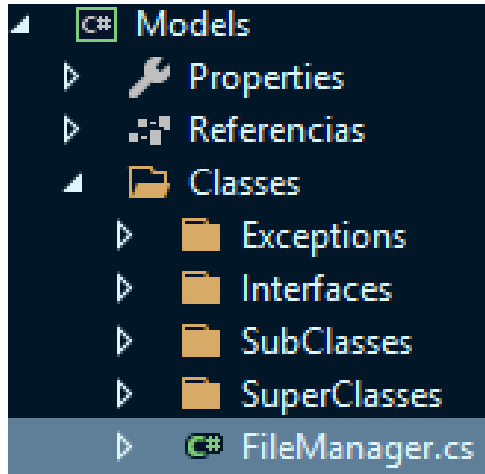 C# Models
Properties
Referencias
Classes
Exceptions
Interfaces
SubClasses
SuperClasses
C# FileManager.cs